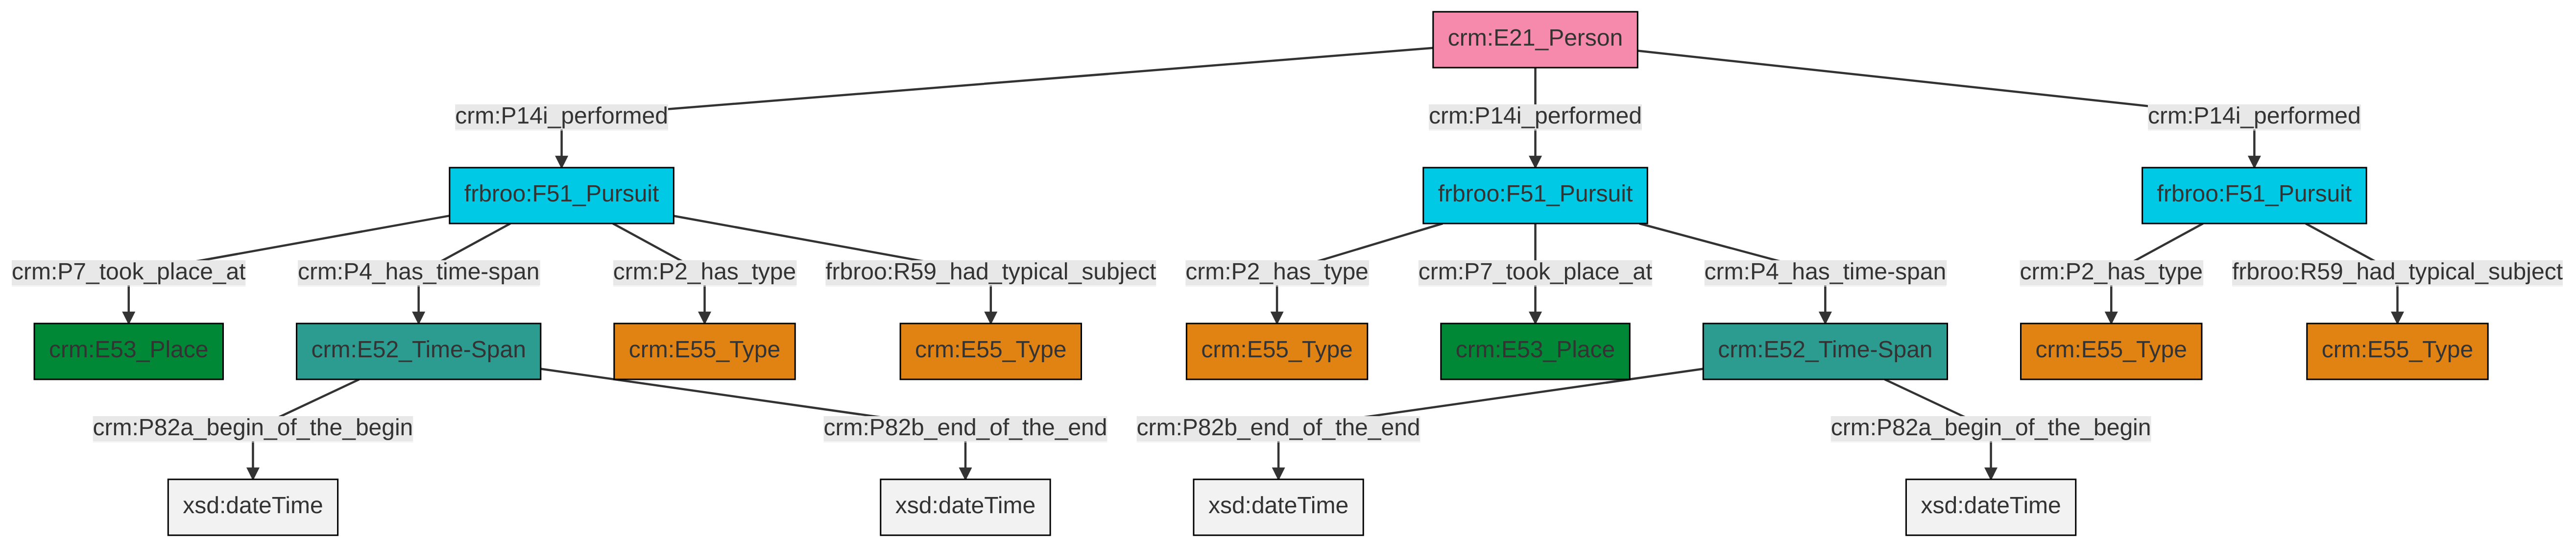 crm:E21_Person
crm:P14i_performed
crm:P14i_performed
crm:P14i_performed
frbroo:F51_Pursuit
frbroo:F51_Pursuit
frbroo:F51_Pursuit
crm:P7_took_place_at
crm:P4_has_time-span
crm:P2_has_type
frbroo:R59_had_typical_subject
crm:P2_has_type
crm:P7_took_place_at
crm:P4_has_time-span
crm:P2_has_type
frbroo:R59_had_typical_subject
crm:E53_Place
crm:E52_Time-Span
crm:E55_Type
crm:E55_Type
crm:E55_Type
crm:E53_Place
crm:E52_Time-Span
crm:E55_Type
crm:E55_Type
crm:P82a_begin_of_the_begin
crm:P82b_end_of_the_end
crm:P82b_end_of_the_end
crm:P82a_begin_of_the_begin
xsd:dateTime
xsd:dateTime
xsd:dateTime
xsd:dateTime